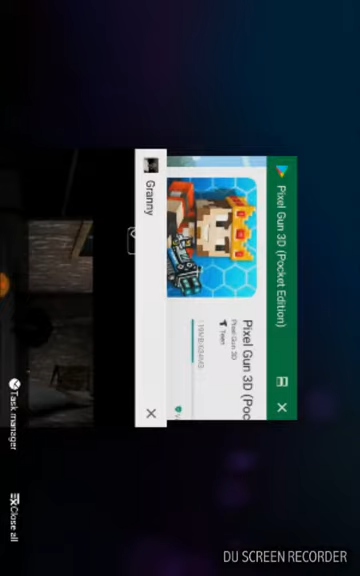 Pixel Gun 3D (Pocket Edition)
Pixel Gun 3D (Poc
Pixel Gun 3D
Teen
Granny
Task manager
Close all
DU SCREEN RECORDER